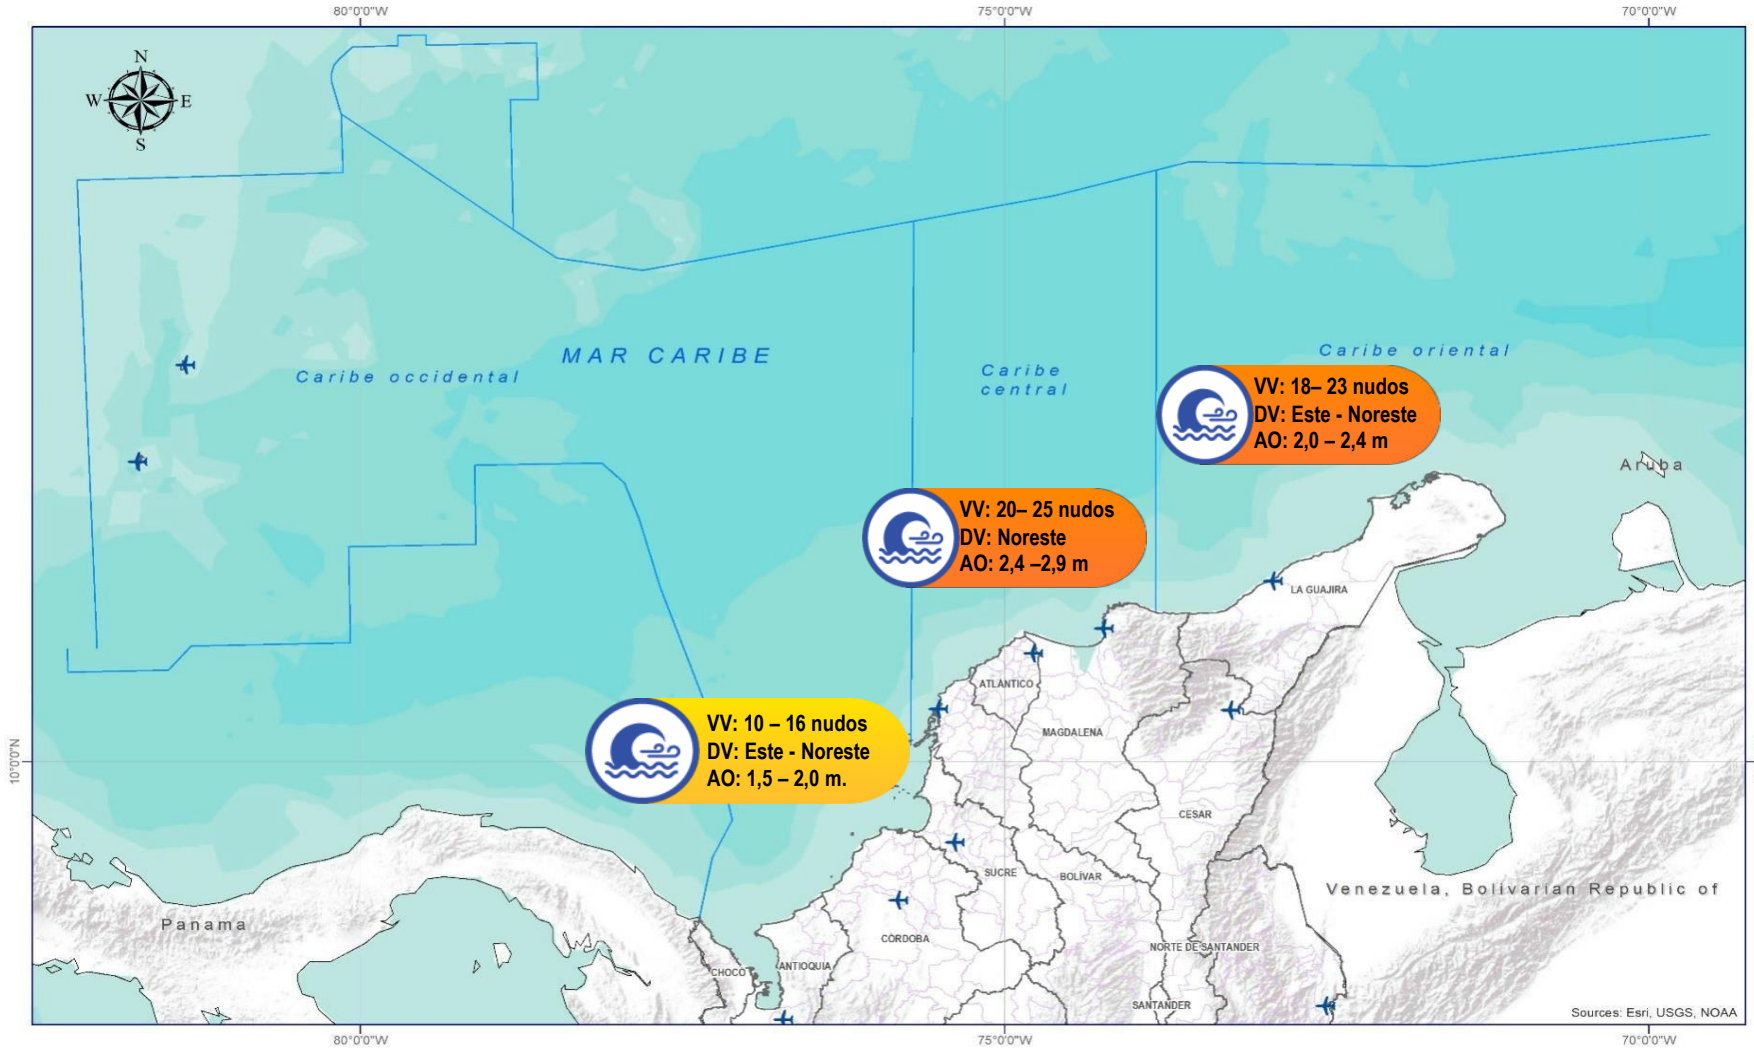 80°0'0"W
75°0'0"W
70°0'0"W
N
W
E
S
MAR CARIBE
Caribe occidental
Caribe
central
Caribe oriental
VV: 18– 23 nudos
DV: Este - Noreste
AO: 2,0 – 2,4 m
Aruba
VV: 20– 25 nudos
DV: Noreste
AO: 2,4 –2,9 m
LA GUAJIRA
ATLÁNTICO
VV: 10 – 16 nudos
DV: Este - Noreste
AO: 1,5 – 2,0 m.
MAGDALENA
10°0'0"N
CESAR
SUCRE
BOLÍVAR
Venezuela, Bolivarian Republic of
Panama
CÓRDOBA
NORTE DE SANTANDER
CHOCÓ
ANTIOQUIA
SANTANDER
Sources: Esri, USGS, NOAA
80°0'0"W
75°0'0"W
70°0'0"W